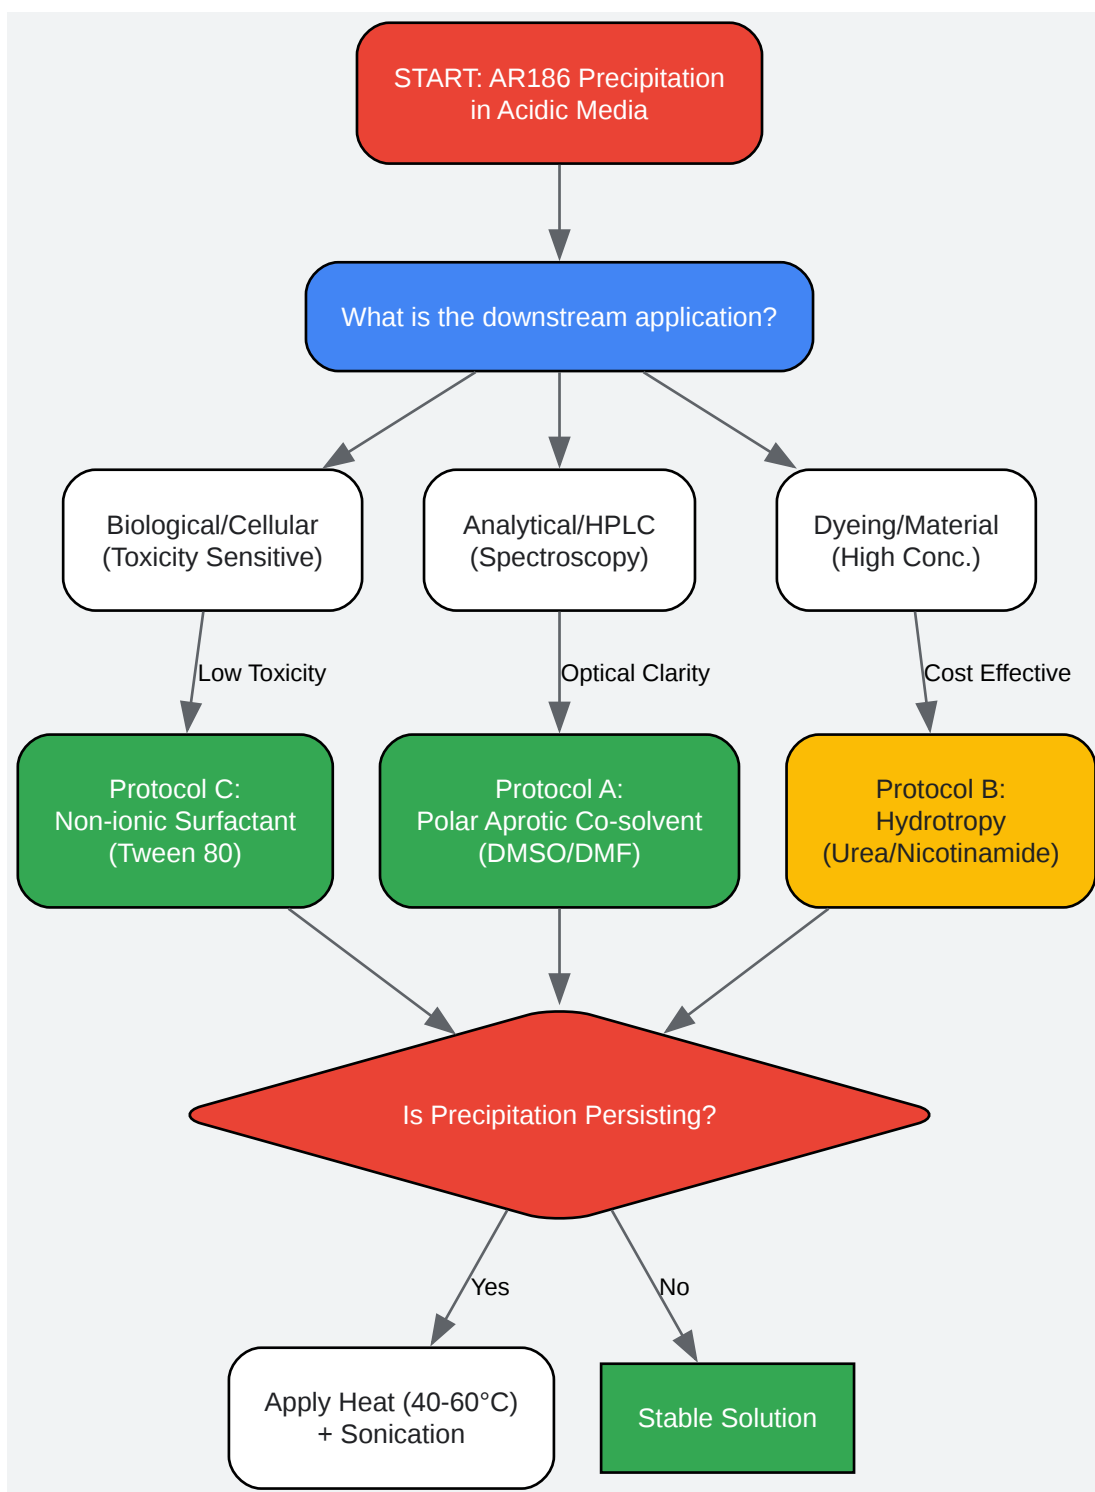 START: AR186 Precipitation
in Acidic Media
What is the downstream application?
Biological/Cellular
(Toxicity Sensitive)
Analytical/HPLC
(Spectroscopy)
Dyeing/Material
(High Conc.)
Low Toxicity
Optical Clarity
Cost Effective
Protocol C:
Non-ionic Surfactant
(Tween 80)
Protocol A:
Polar Aprotic Co-solvent
(DMSO/DMF)
Protocol B:
Hydrotropy
(Urea/Nicotinamide)
Is Precipitation Persisting?
Yes
No
Apply Heat (40-60°C)
+ Sonication
Stable Solution